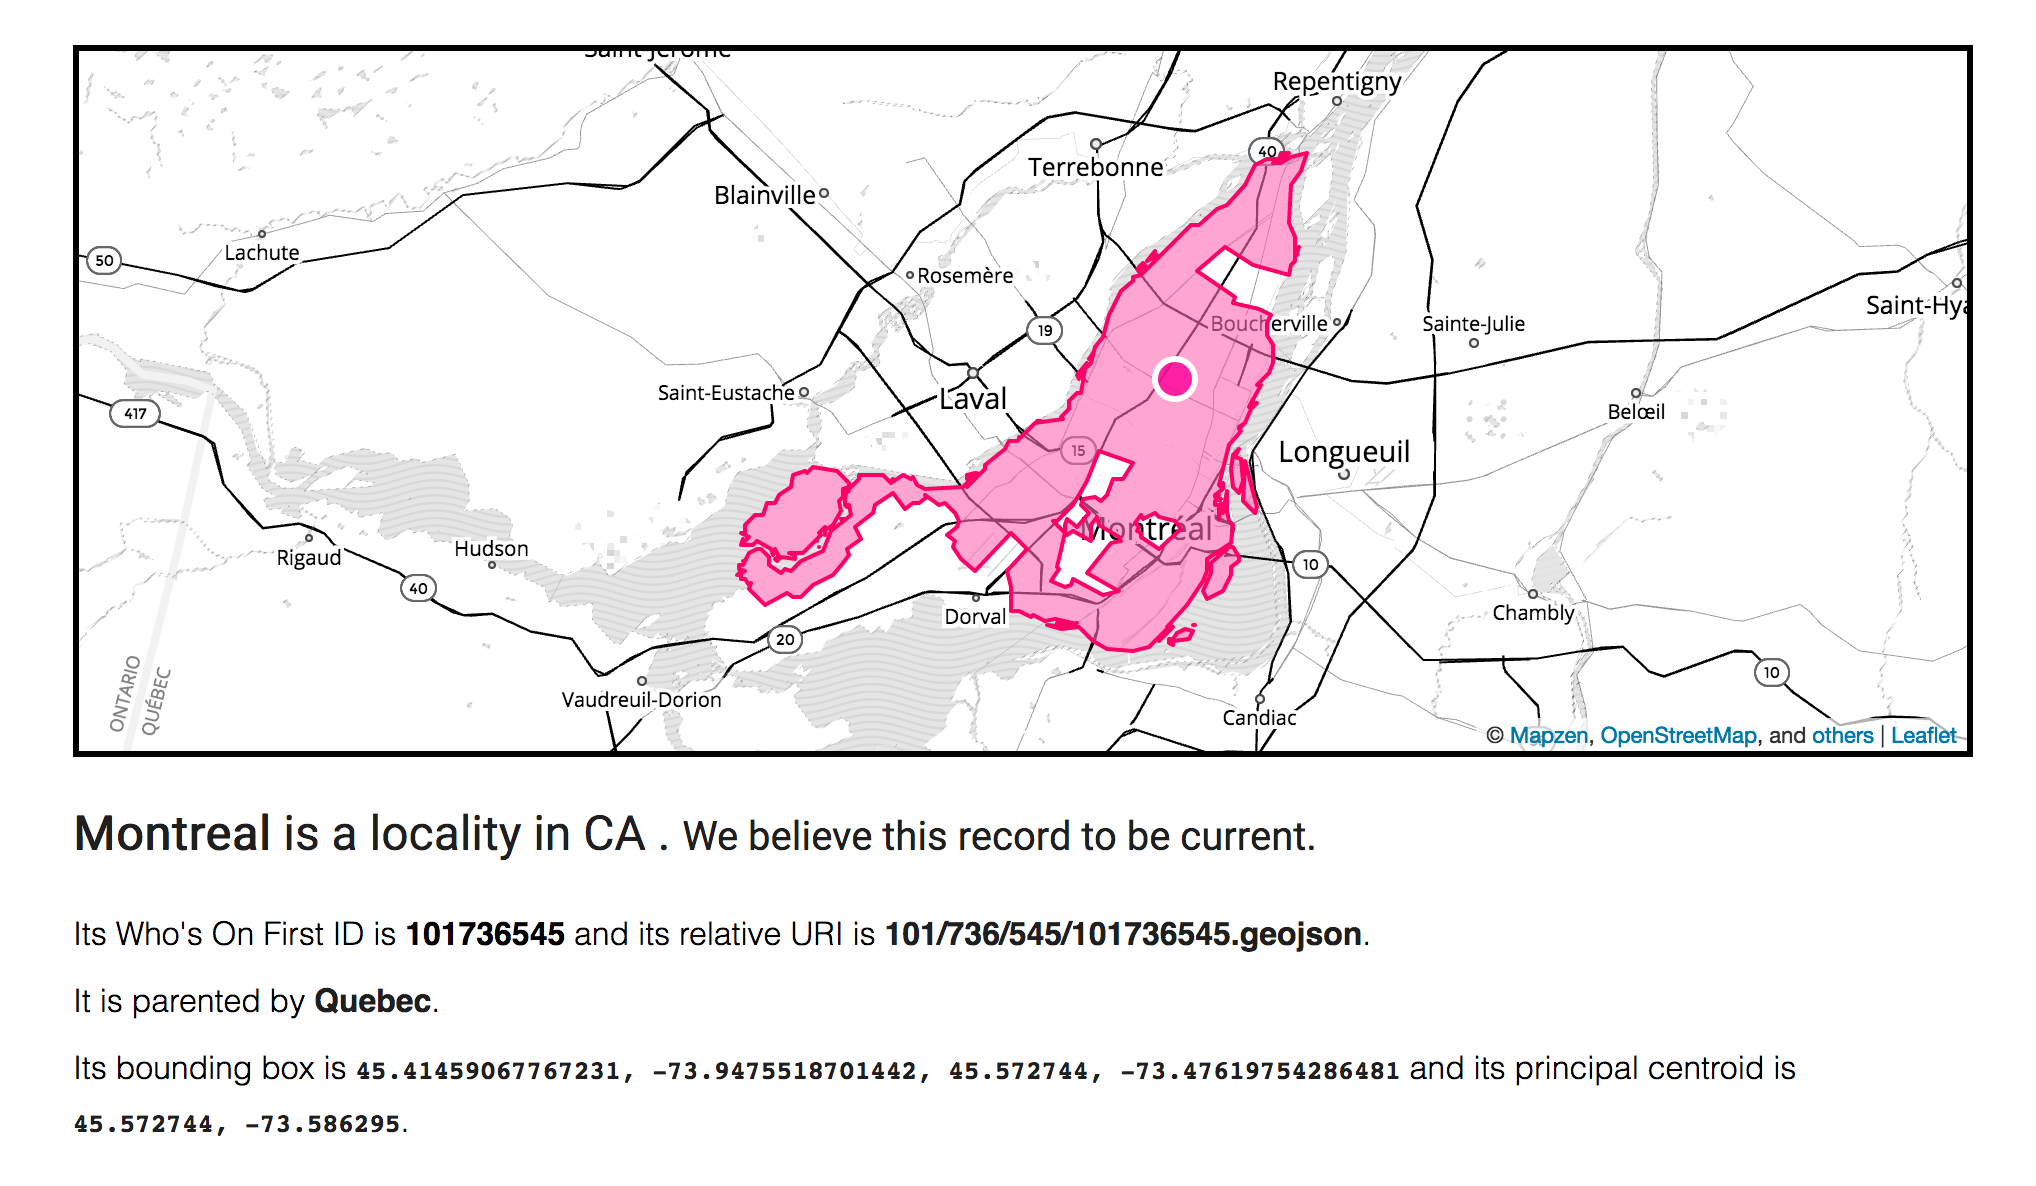 Saint-Jérôme
Repentigny
40
Terrebonne
Blainville
Lachute
50
Rosemère
Saint-Hya
19
Boucherville
Sainte-Julie
Saint-Eustache
Laval
417
Belœil
15
Longueuil
Montréal
Hudson
Rigaud
10
40
Dorval
Chambly
20
ONTARIO
QUÉBEC
10
Vaudreuil-Dorion
Candiac
© Mapzen, OpenStreetMap, and others | Leaflet
Montreal is a locality in CA . We believe this record to be current.
Its Who's On First ID is 101736545 and its relative URI is 101/736/545/101736545.geojson.
It is parented by Quebec.
Its bounding box is 45.41459067767231, -73.9475518701442, 45.572744, -73.47619754286481 and its principal centroid is
45.572744, -73.586295.